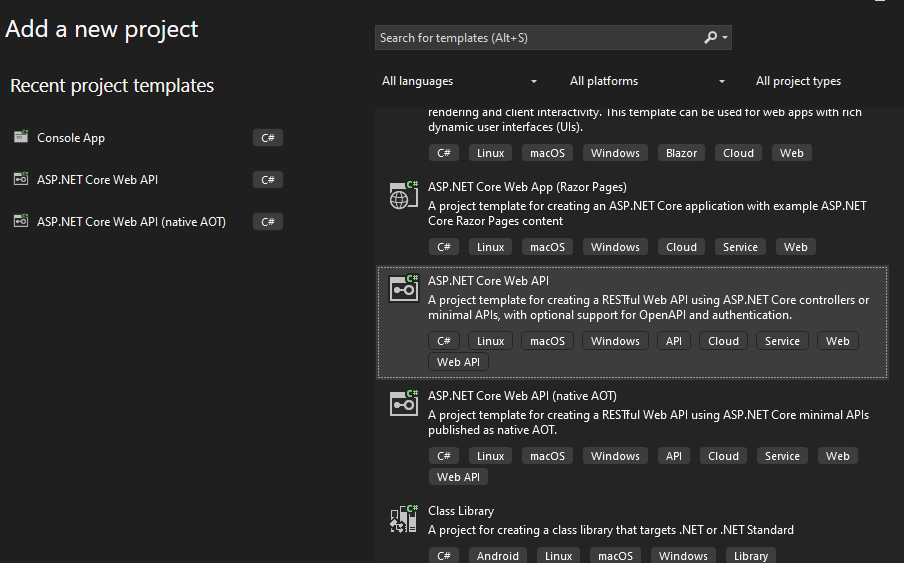 Add a new project
Search for templates (Alt+S)
Recent project templates
All languages
All platforms
All project types
Console App
C#
ASP.NET Core Web API
C#
ASP.NET Core Web API (native AOT)
C#
rendering and client interactivity. This template can be used for web apps with rich
dynamic user interfaces (UIs).
C# Linux macOS Windows Blazor Cloud Web
C#
ASP.NET Core Web App (Razor Pages)
A project template for creating an ASP.NET Core application with example ASP.NET
Core Razor Pages content
C# Linux macOS Windows Cloud Service Web
C#
ASP.NET Core Web API
A project template for creating a RESTful Web API using ASP.NET Core controllers or
minimal APIs, with optional support for OpenAPI and authentication.
C# Linux macOS Windows API Cloud Service Web
Web API
C#
ASP.NET Core Web API (native AOT)
A project template for creating a RESTful Web API using ASP.NET Core minimal APIs
published as native AOT.
C# Linux macOS Windows API Cloud Service Web
Web API
C#
Class Library
A project for creating a class library that targets .NET or .NET Standard
C# Android Linux macOS Windows Library